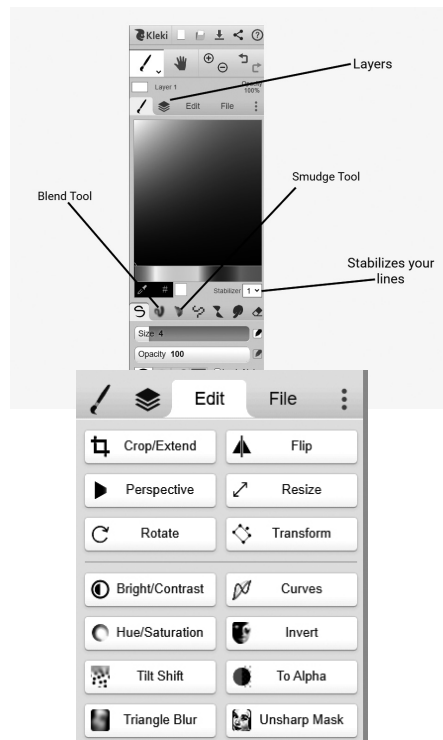 Kleki
Layers
Layer 1
Opacity
100%
Edit File
Smudge Tool
Blend Tool
Stabilizes your
lines
#
Stabilizer 1
Size 4
Opacity 100
Edit File
Crop/Extend Flip
Perspective Resize
Rotate Transform
Bright/Contrast Curves
Hue/Saturation Invert
Tilt Shift To Alpha
Triangle Blur Unsharp Mask